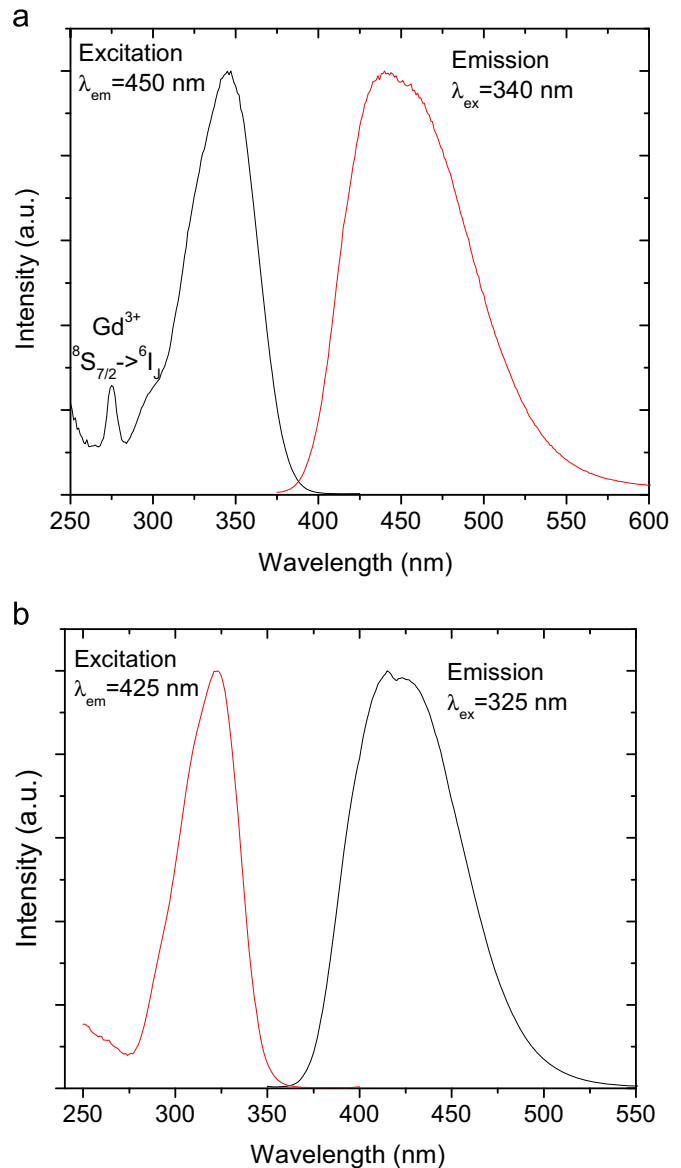 a
Excitation
λem=450 nm
Emission
λex=340 nm
Gd3+
8S7/2->6IJ
Intensity (a.u.)
250 300 350 400 450 500 550 600
Wavelength (nm)
b
Excitation
λem=425 nm
Emission
λex=325 nm
Intensity (a.u.)
250 300 350 400 450 500 550
Wavelength (nm)